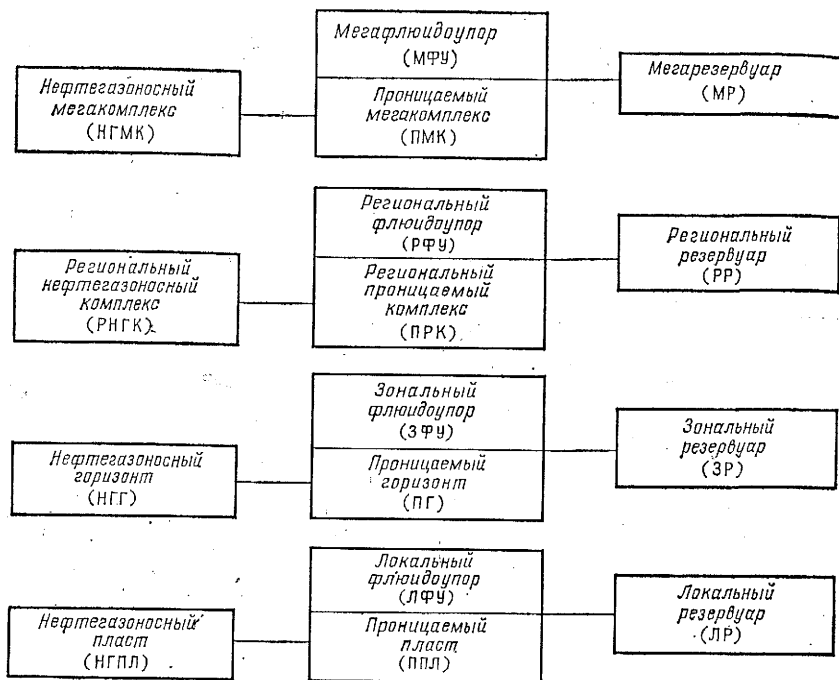 Мегафлюидоупор
(МФУ)
Нефтегазоносный
мегакомплекс
(НГМК)
Проницаемый
мегакомплекс
(ПМК)
Мегарезервуар
(МР)
Региональный
флюидоупор
(РФУ)
Региональный
нефтегазоносный
комплекс
(РНГК)
Региональный
проницаемый
комплекс
(ПРК)
Региональный
резервуар
(РР)
Зональный
флюидоупор
(ЗФУ)
Нефтегазоносный
горизонт
(НГГ)
Проницаемый
горизонт
(ПГ)
Зональный
резервуар
(ЗР)
Локальный
флюидоупор
(ЛФУ)
Нефтегазоносный
пласт
(НГПЛ)
Проницаемый
пласт
(ППЛ)
Локальный
резервуар
(ЛР)